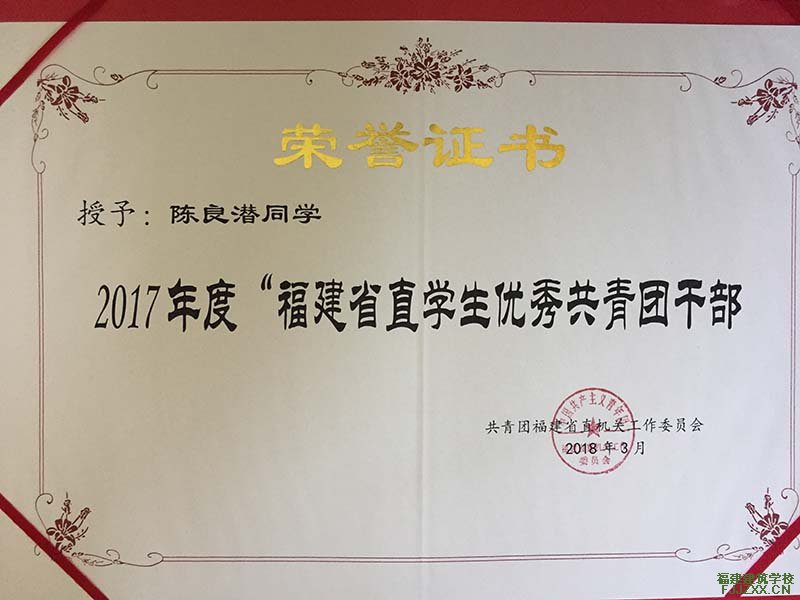 荣誉证书
授予：陈良潜同学
2017年度“福建省直学生优秀共青团干部
共青团福建省直机关工作委员会
2018年3月
委员会
福建建筑学校
FJJZXX.CN